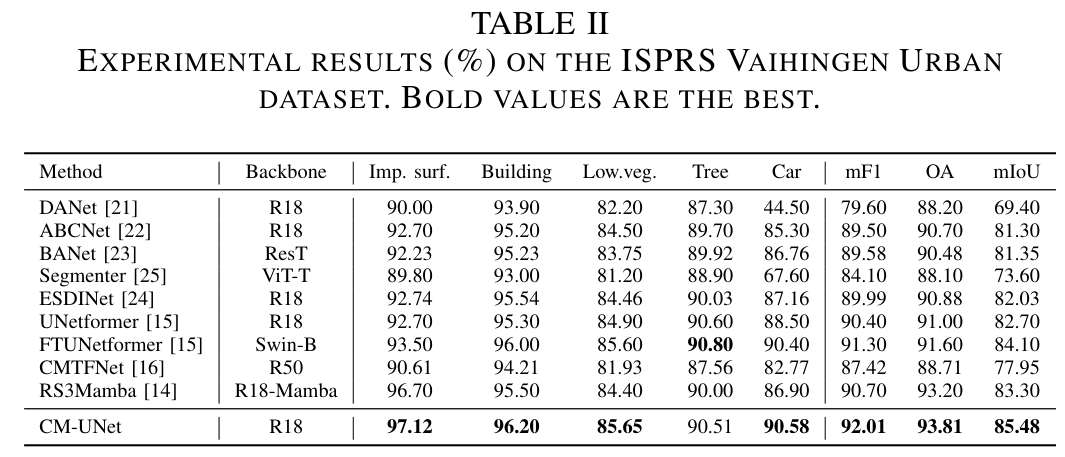 TABLE II
EXPERIMENTAL RESULTS (%) ON THE ISPRS VAIHINGEN URBAN
DATASET. BOLD VALUES ARE THE BEST.
Method Backbone Imp. surf. Building Low.veg. Tree Car mF1 OA mIoU
DANet [21] R18 90.00 93.90 82.20 87.30 44.50 79.60 88.20 69.40
ABCNet [22] R18 92.70 95.20 84.50 89.70 85.30 89.50 90.70 81.30
BANet [23] ResT 92.23 95.23 83.75 89.92 86.76 89.58 90.48 81.35
Segmenter [25] ViT-T 89.80 93.00 81.20 88.90 67.60 84.10 88.10 73.60
ESDINet [24] R18 92.74 95.54 84.46 90.03 87.16 89.99 90.88 82.03
UNetformer [15] R18 92.70 95.30 84.90 90.60 88.50 90.40 91.00 82.70
FTUNetformer [15] Swin-B 93.50 96.00 85.60 90.80 90.40 91.30 91.60 84.10
CMTFNet [16] R50 90.61 94.21 81.93 87.56 82.77 87.42 88.71 77.95
RS3Mamba [14] R18-Mamba 96.70 95.50 84.40 90.00 86.90 90.70 93.20 83.30
CM-UNet R18 97.12 96.20 85.65 90.51 90.58 92.01 93.81 85.48